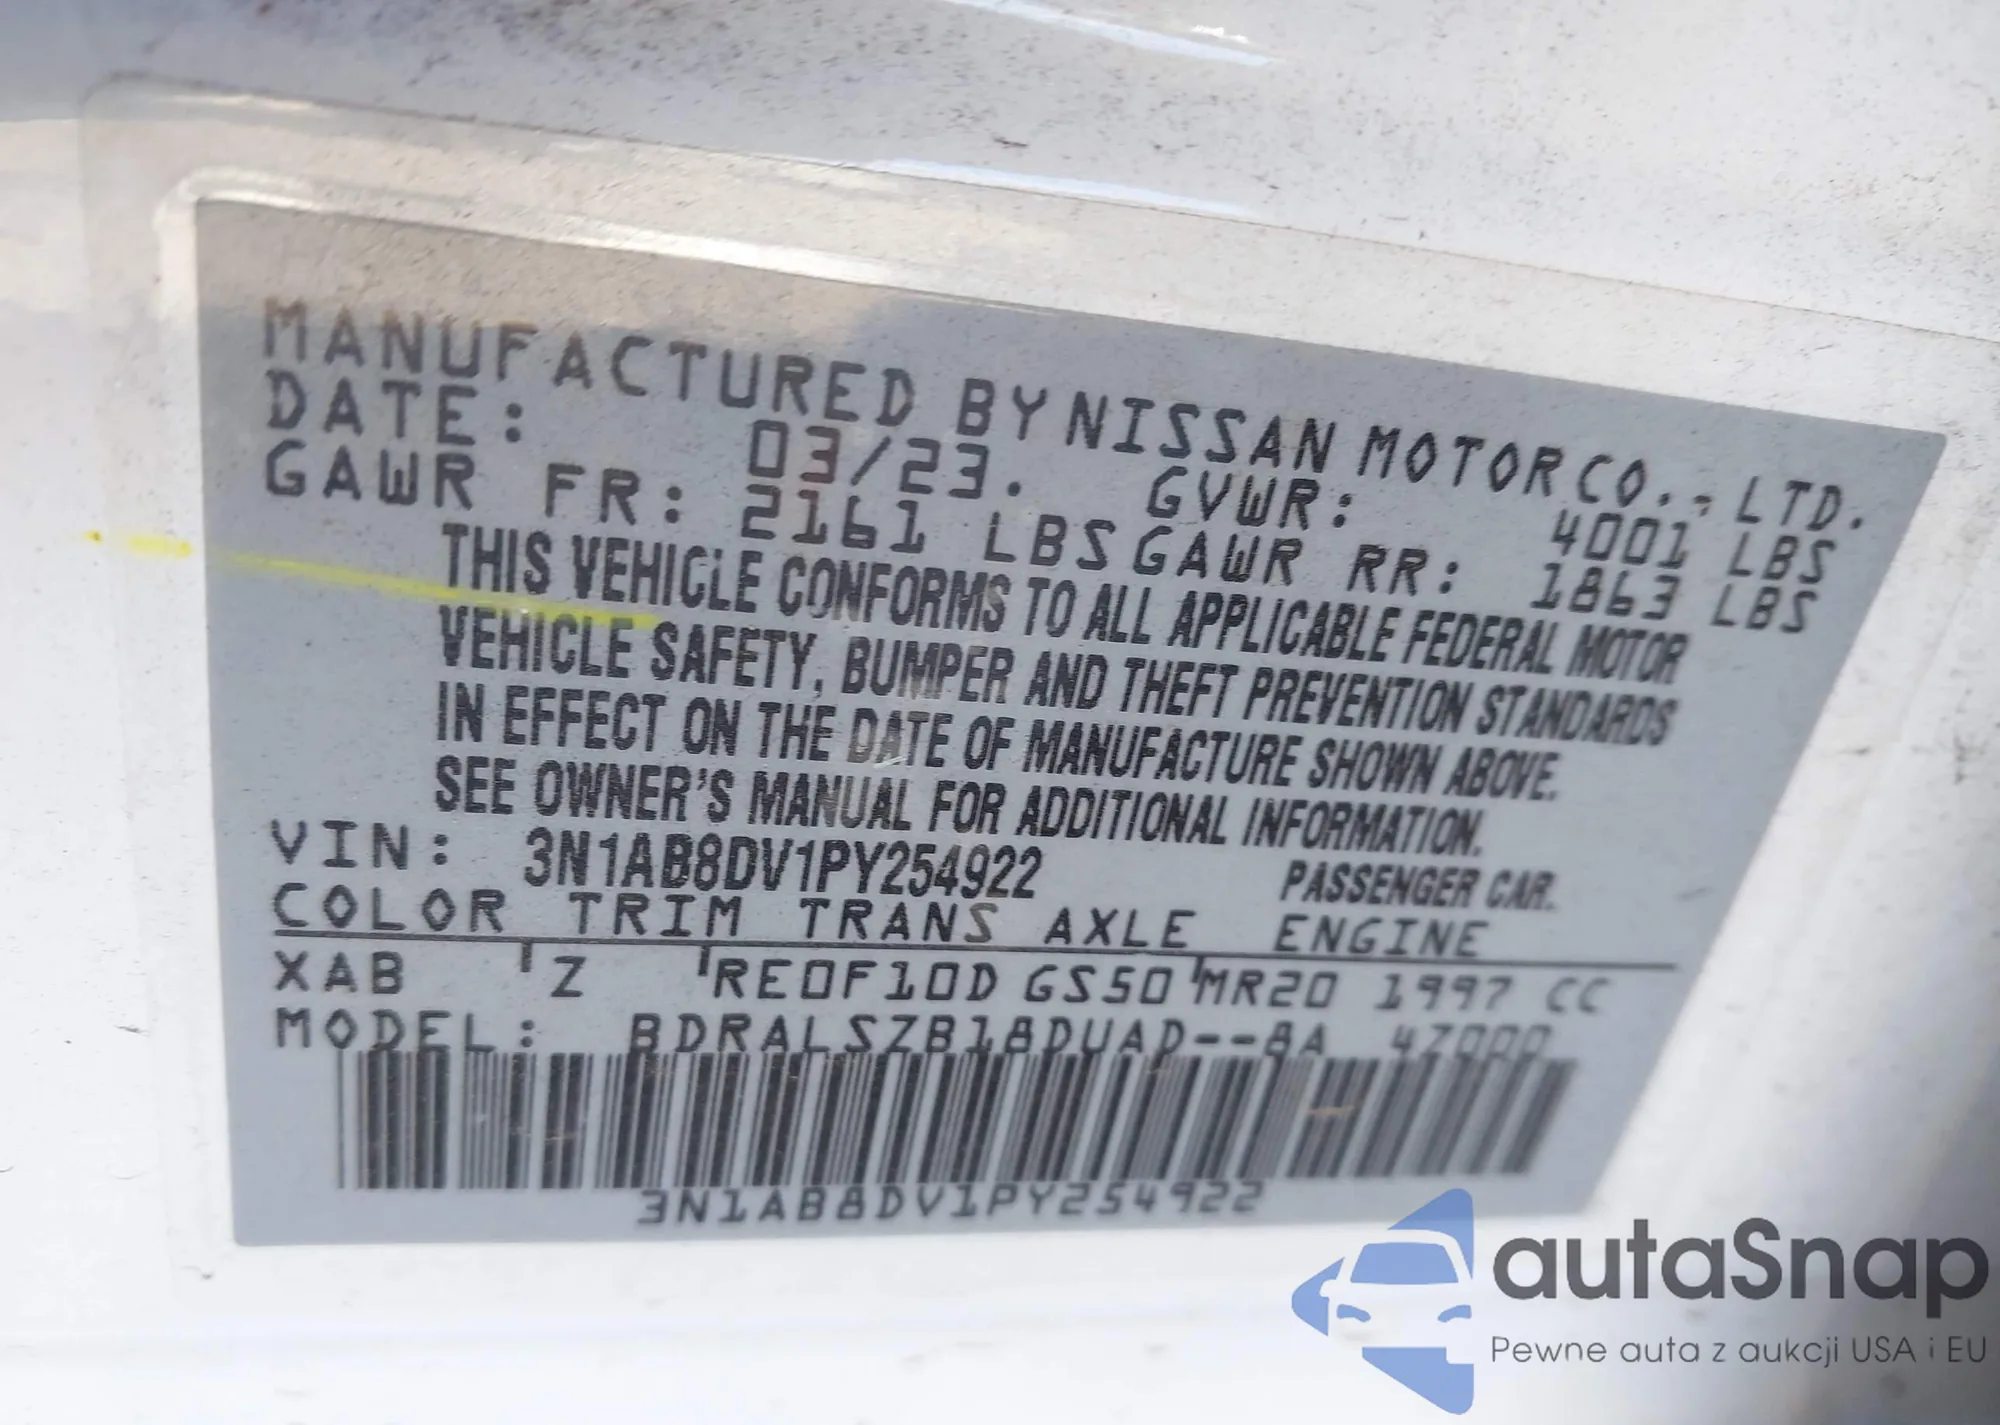 MANUFACTURED BY NISSAN MOTOR CO., LTD.
DATE: 03/23. GVWR: 4001 LBS
GAWR FR: 2161 LBS GAWR RR: 1863 LBS
THIS VEHICLE CONFORMS TO ALL APPLICABLE FEDERAL MOTOR
VEHICLE SAFETY, BUMPER AND THEFT PREVENTION STANDARDS
IN EFFECT ON THE DATE OF MANUFACTURE SHOWN ABOVE.
SEE OWNER'S MANUAL FOR ADDITIONAL INFORMATION.
VIN: 3N1AB8DV1PY254922 PASSENGER CAR.
COLOR TRIM TRANS AXLE ENGINE
XAB Z RE0F10D GS50 MR20 1997 CC
MODEL: BDRALSZB18DUAD--8A 47000
3N1AB8DV1PY254922
autaSnap
Pewne auta z aukcji USA i EU